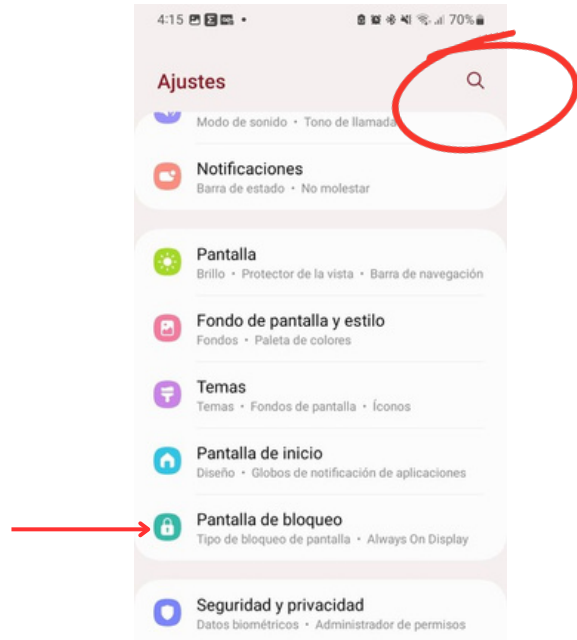 4:15 70%
Ajustes
Modo de sonido • Tono de llamada
Notificaciones
Barra de estado • No molestar
Pantalla
Brillo • Protector de la vista • Barra de navegación
Fondo de pantalla y estilo
Fondos • Paleta de colores
Temas
Temas • Fondos de pantalla • Íconos
Pantalla de inicio
Diseño • Globos de notificación de aplicaciones
Pantalla de bloqueo
Tipo de bloqueo de pantalla • Always On Display
Seguridad y privacidad
Datos biométricos • Administrador de permisos